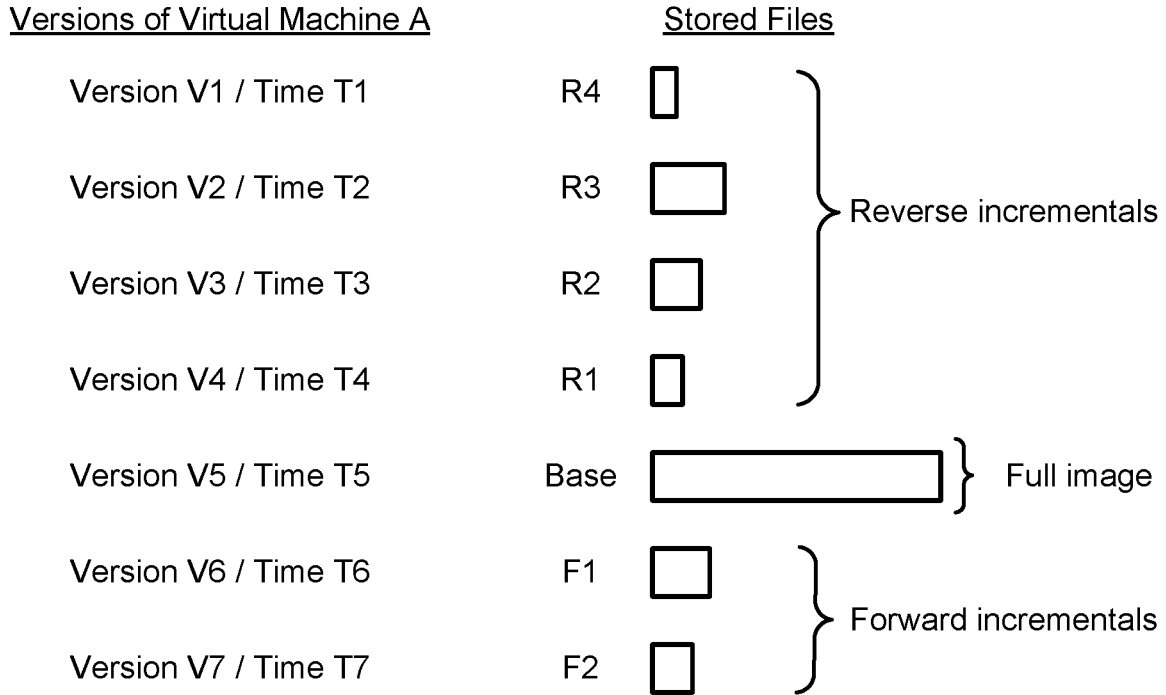 Versions of Virtual Machine A Stored Files
Version V1 / Time T1 R4
Version V2 / Time T2 R3
Reverse incrementals
Version V3 / Time T3 R2
Version V4 / Time T4 R1
Version V5 / Time T5 Base Full image
Version V6 / Time T6 F1
Forward incrementals
Version V7 / Time T7 F2